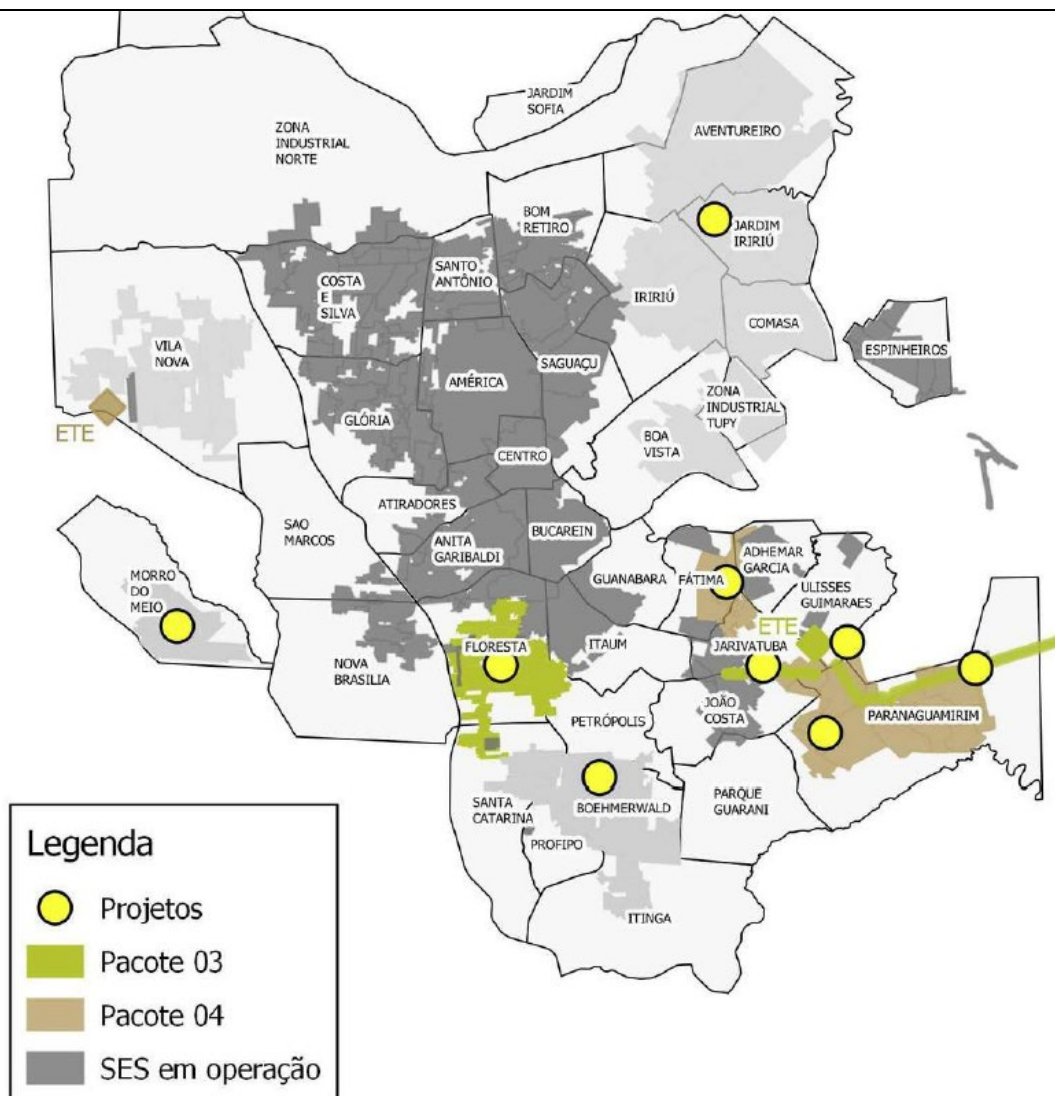 JARDIM
SOFIA
ZONA
INDUSTRIAL
NORTE
AVENTUREIRO
BOM
RETIRO
JARDIM
IRIRIÚ
SANTO
ANTÔNIO
COSTA
E
SILVA
IRIRIÚ
COMASA
VILA
NOVA
ESPINHEIROS
SAGUAÇU
AMÉRICA
ZONA
INDUSTRIAL
TUPY
ETE
GLÓRIA
BOA
VISTA
CENTRO
ATIRADORES
SAO
MARCOS
BUCAREIN
ANITA
GARIBALDI
ADHEMAR
GARCIA
MORRO
DO
MEIO
GUANABARA
FÁTIMA
ULISSES
GUIMARAES
ETE
FLORESTA
ITAUM
JARIVATUBA
NOVA
BRASILIA
JOÃO
COSTA
PARANAGUAMIRIM
PETRÓPOLIS
SANTA
CATARINA
BOEHMERWALD
PARQUE
GUARANI
PROFIPO
ITINGA
Legenda
Projetos
Pacote 03
Pacote 04
SES em operação